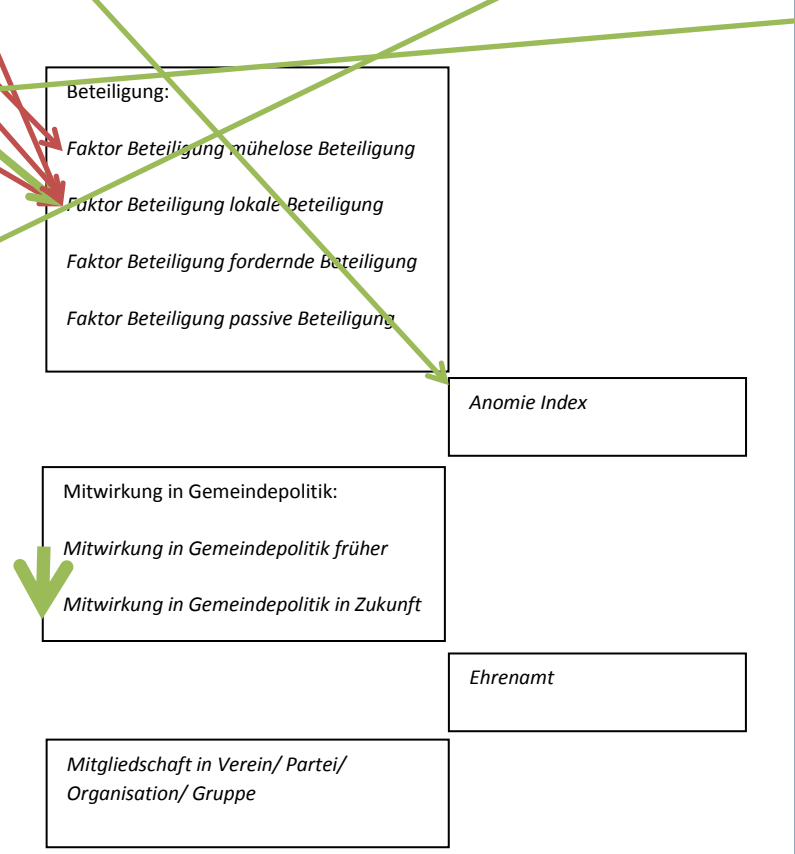 Beteiligung:
Faktor Beteiligung mühelose Beteiligung
Faktor Beteiligung lokale Beteiligung
Faktor Beteiligung fordernde Beteiligung
Faktor Beteiligung passive Beteiligung
Anomie Index
Mitwirkung in Gemeindepolitik:
Mitwirkung in Gemeindepolitik früher
Mitwirkung in Gemeindepolitik in Zukunft
Ehrenamt
Mitgliedschaft in Verein/ Partei/
Organisation/ Gruppe